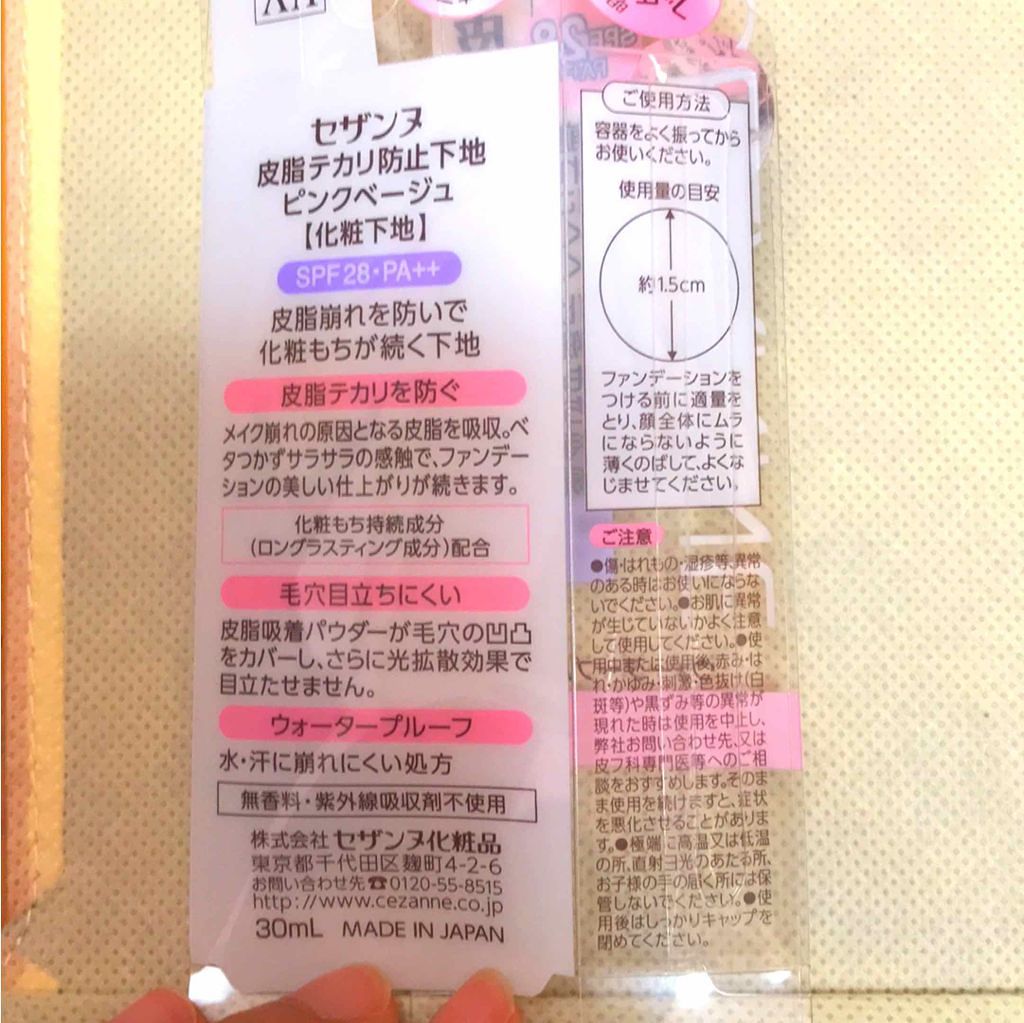 セザンヌ
皮脂テカリ防止下地
ピンクベージュ
【化粧下地】
SPF28・PA++
皮脂崩れを防いで
化粧もちが続く下地
皮脂テカリを防ぐ
メイク崩れの原因となる皮脂を吸収。ベ
タつかずサラサラの感触で、ファンデー
ションの美しい仕上がりが続きます。
化粧もち持続成分
(ロングラスティング成分)配合
毛穴目立ちにくい
皮脂吸着パウダーが毛穴の凹凸
をカバーし、さらに光拡散効果で
目立たせません。
ウォータープルーフ
水・汗に崩れにくい処方
無香料・紫外線吸収剤不使用
株式会社 セザンヌ化粧品
東京都千代田区麹町4-2-6
お問い合わせ先☎0120-55-8515
http://www.cezanne.co.jp
30mL MADE IN JAPAN
ご使用方法
容器をよく振ってから
お使いください。
使用量の目安
約1.5cm
ファンデーションを
つける前に適量を
とり、顔全体にムラ
にならないように
薄くのばして、よくな
じませてください。
ご注意
●傷・はれもの・湿疹等、異常
のある時はお使いにならな
いでください。●お肌に異常
が生じていないかよく注意
して使用してください。●使
用中または使用後、赤み・は
れ・かゆみ・刺激・色抜け(白
斑等)や黒ずみ等の異常が
現れた時は使用を中止し、
弊社お問い合わせ先、又は
皮フ科専門医等へのご相
談をおすすめします。そのま
ま使用を続けますと、症状
を悪化させることがありま
す。●極端に高温又は低温
の所、直射日光のあたる所、
お子様の手の届く所には保
管しないでください。●使
用後はしっかりキャップを
閉めてください。